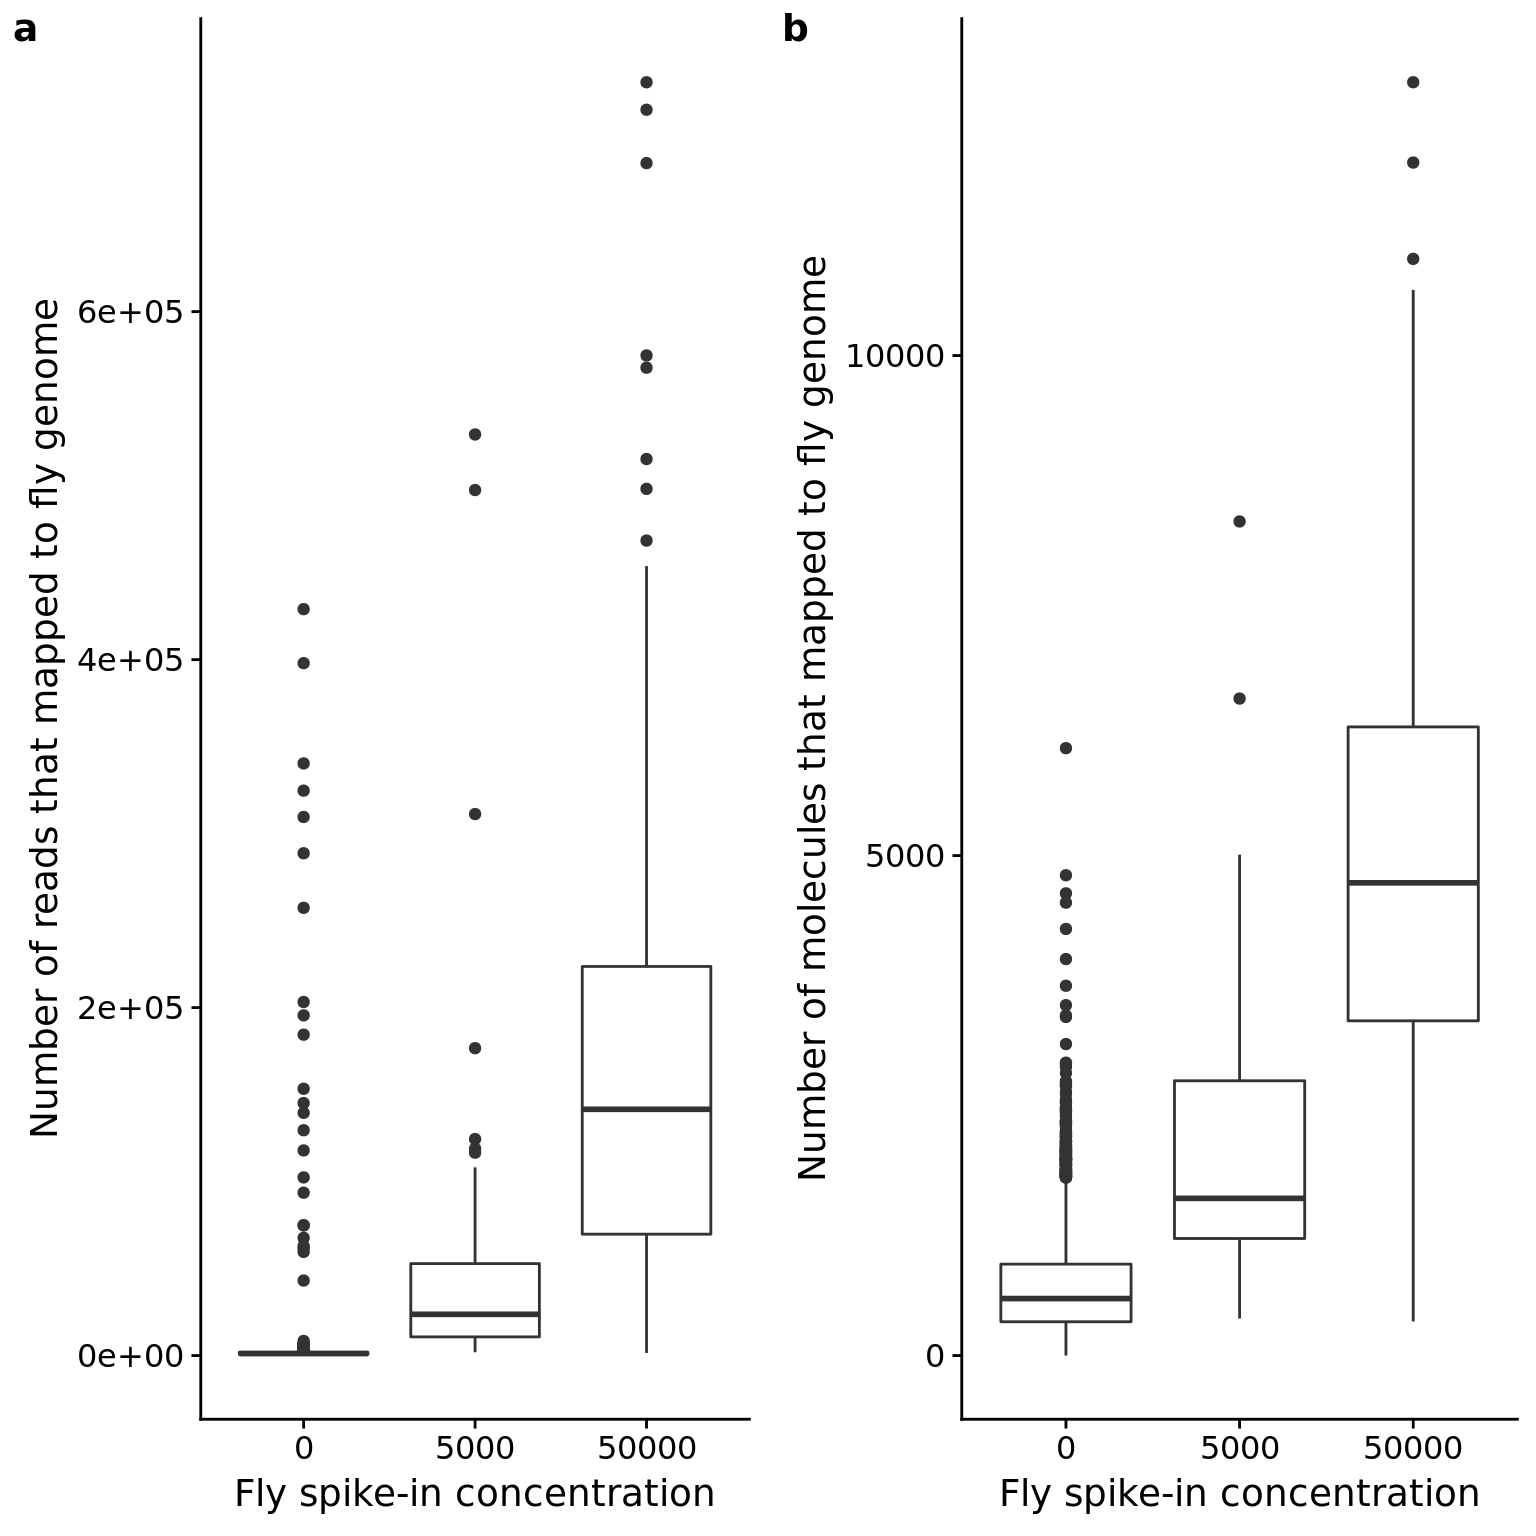 a
Number of reads that mapped to fly genome
6e+05
4e+05
2e+05
0e+00
0 5000 50000
Fly spike-in concentration
b
Number of molecules that mapped to fly genome
10000
5000
0
0 5000 50000
Fly spike-in concentration